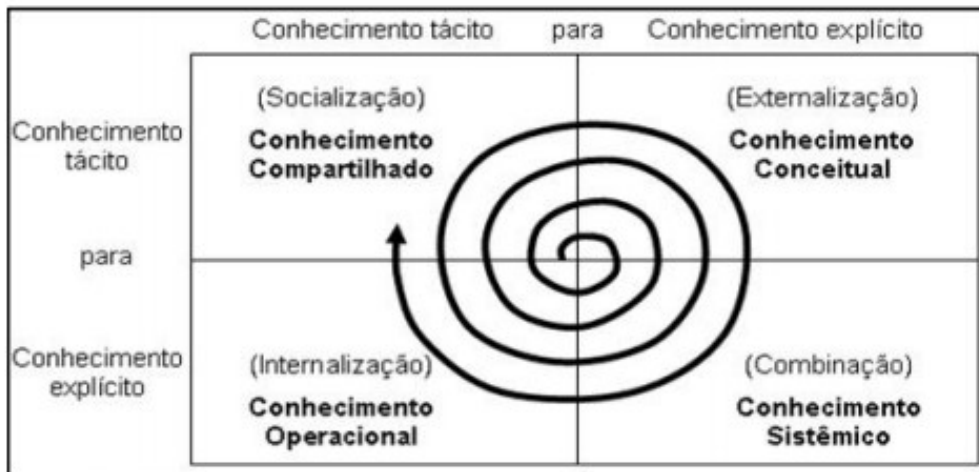 Conhecimento tácito para Conhecimento explícito
Conhecimento
tácito
(Socialização)
Conhecimento
Compartilhado
(Externalização)
Conhecimento
Conceitual
para
Conhecimento
explícito
(Internalização)
Conhecimento
Operacional
(Combinação)
Conhecimento
Sistêmico